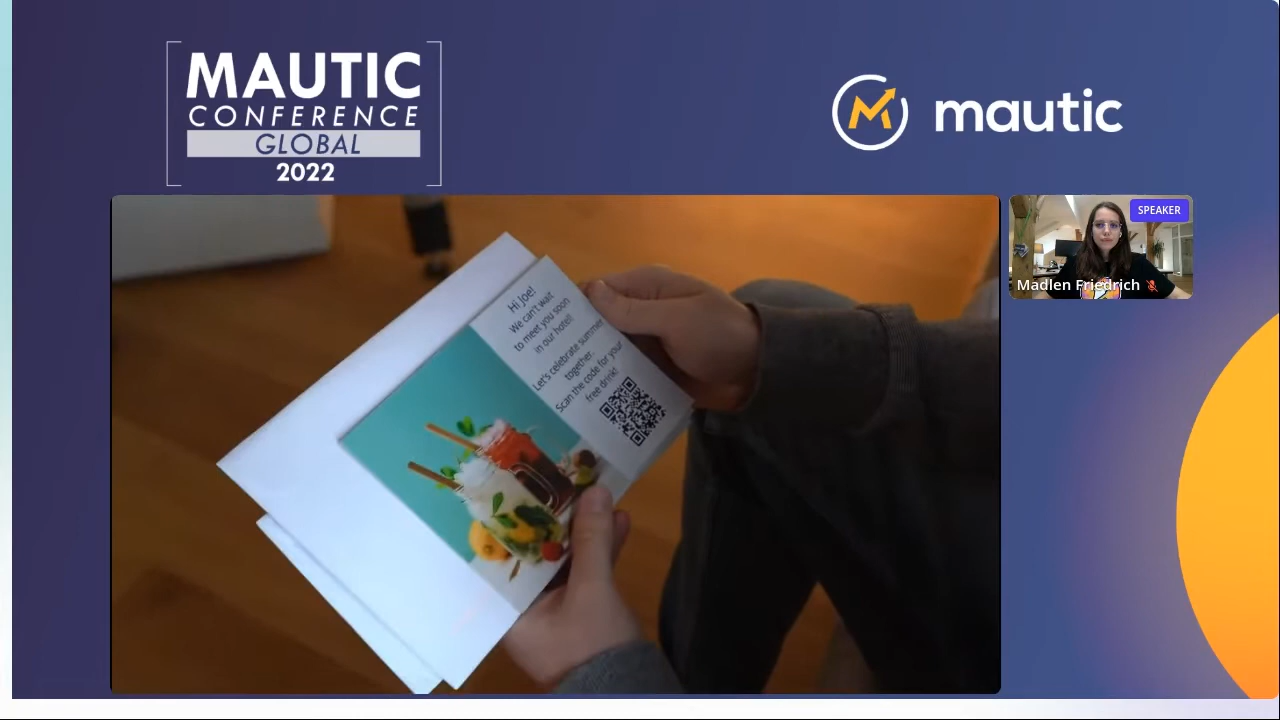 MAUTIC
CONFERENCE
GLOBAL
2022
mautic
SPEAKER
Madlen Friedrich
Hi Joe!
We can't wait
to meet you soon
in our hotel!
Let's celebrate summer
together.
Scan the code for your
free drink!